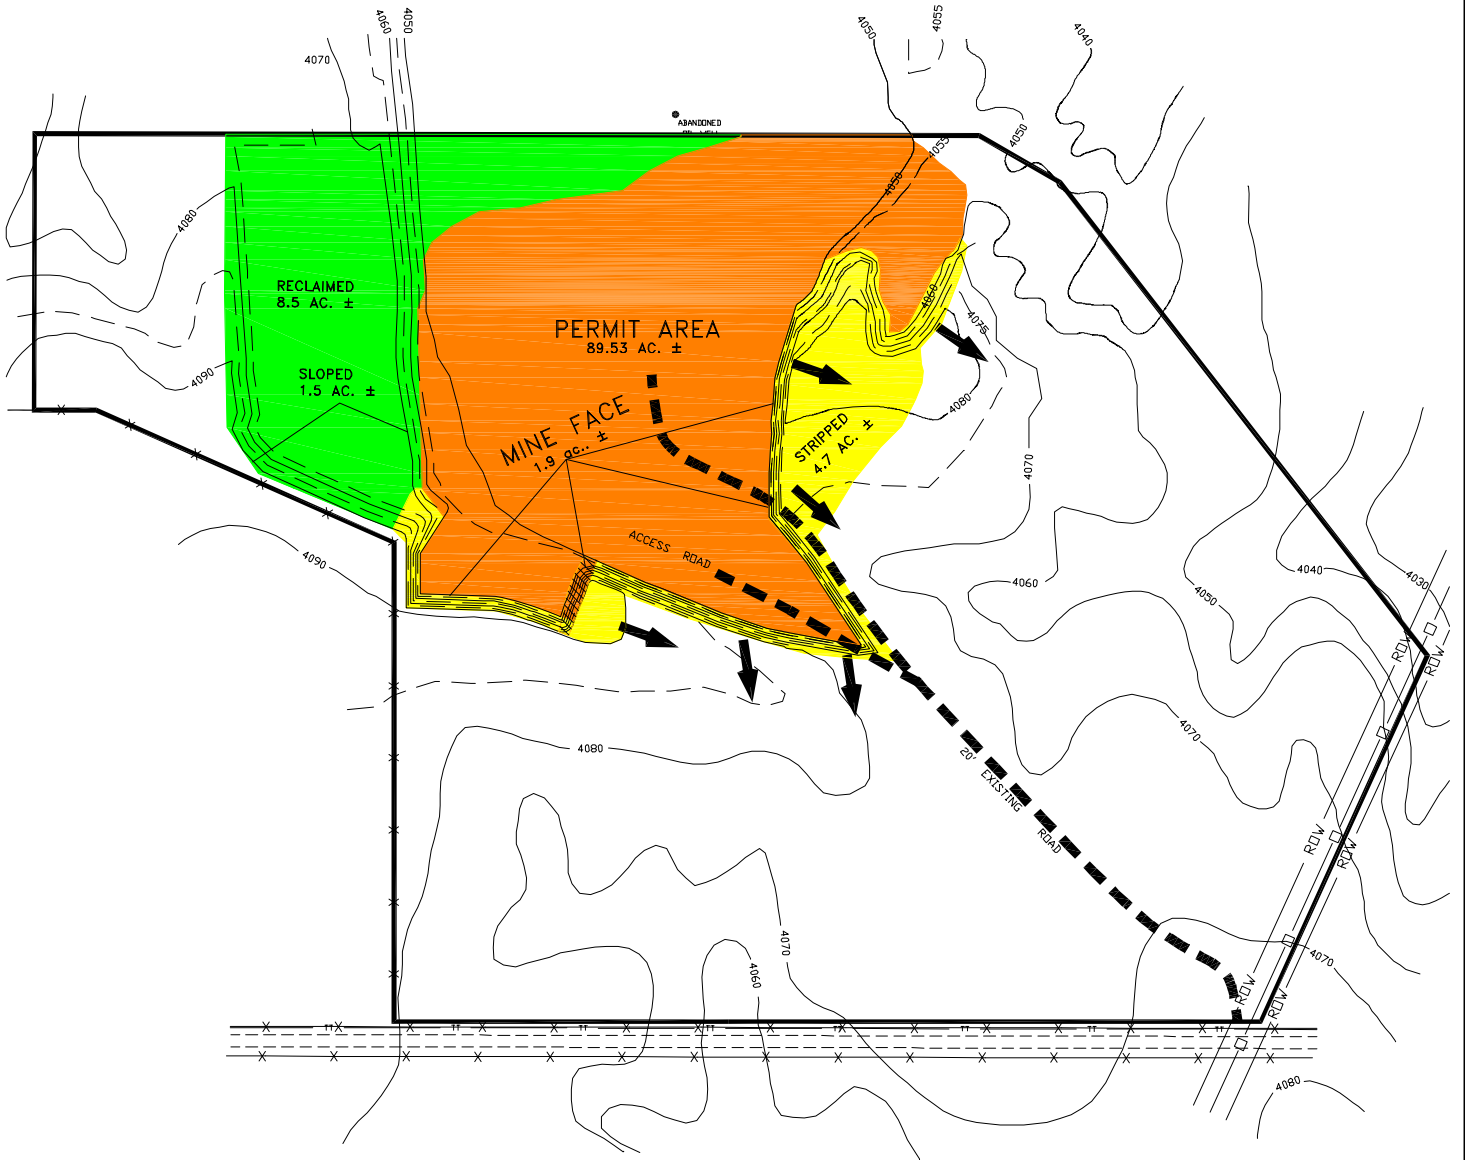 4060
4050
4050
4055
4040
4070
ABANDONED
4050
4055
4050
4080
RECLAIMED
8.5 AC. ±
4060
4075
PERMIT AREA
89.53 AC. ±
4090
SLOPED
1.5 AC. ±
4080
MINE FACE
1.9 ac.. ±
STRIPPED
4.7 AC. ±
4070
4090
ACCESS ROAD
4060
4040
4030
4050
ROW
ROW
4080
4070
20' EXISTING ROAD
ROW
ROW
4070
4060
4070
ROW
ROW
4080